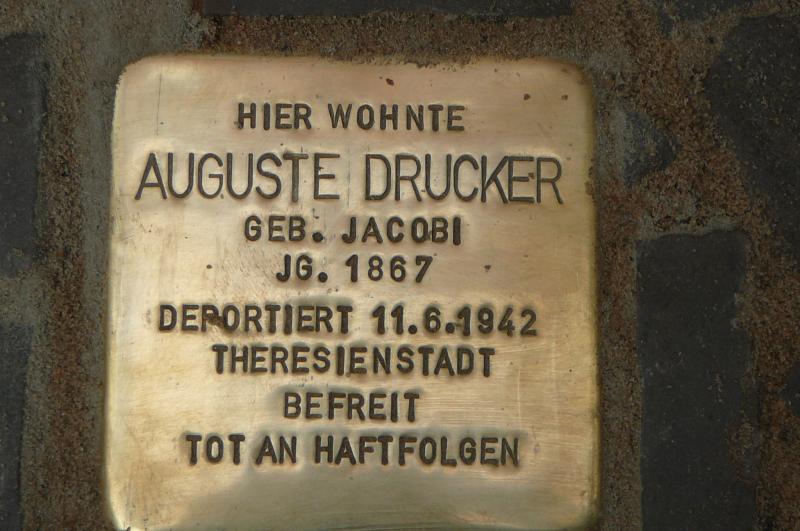 HIER WOHNTE
AUGUSTE DRUCKER
GEB. JACOBI
JG. 1867
DEPORTIERT 11.6.1942
THERESIENSTADT
BEFREIT
TOT AN HAFTFOLGEN